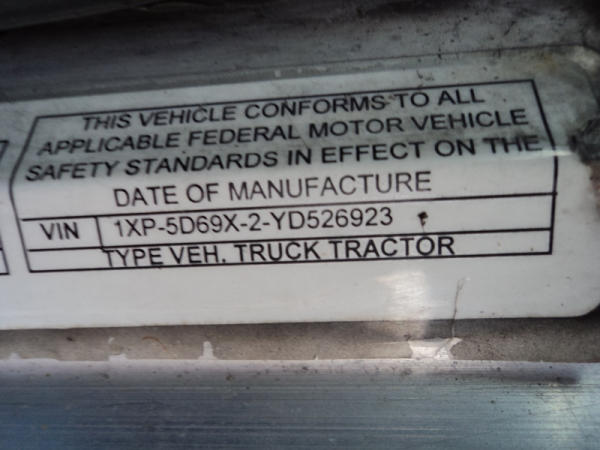 THIS VEHICLE CONFORMS TO ALL
APPLICABLE FEDERAL MOTOR VEHICLE
SAFETY STANDARDS IN EFFECT ON THE
DATE OF MANUFACTURE
VIN 1XP-5D69X-2-YD526923
TYPE VEH. TRUCK TRACTOR